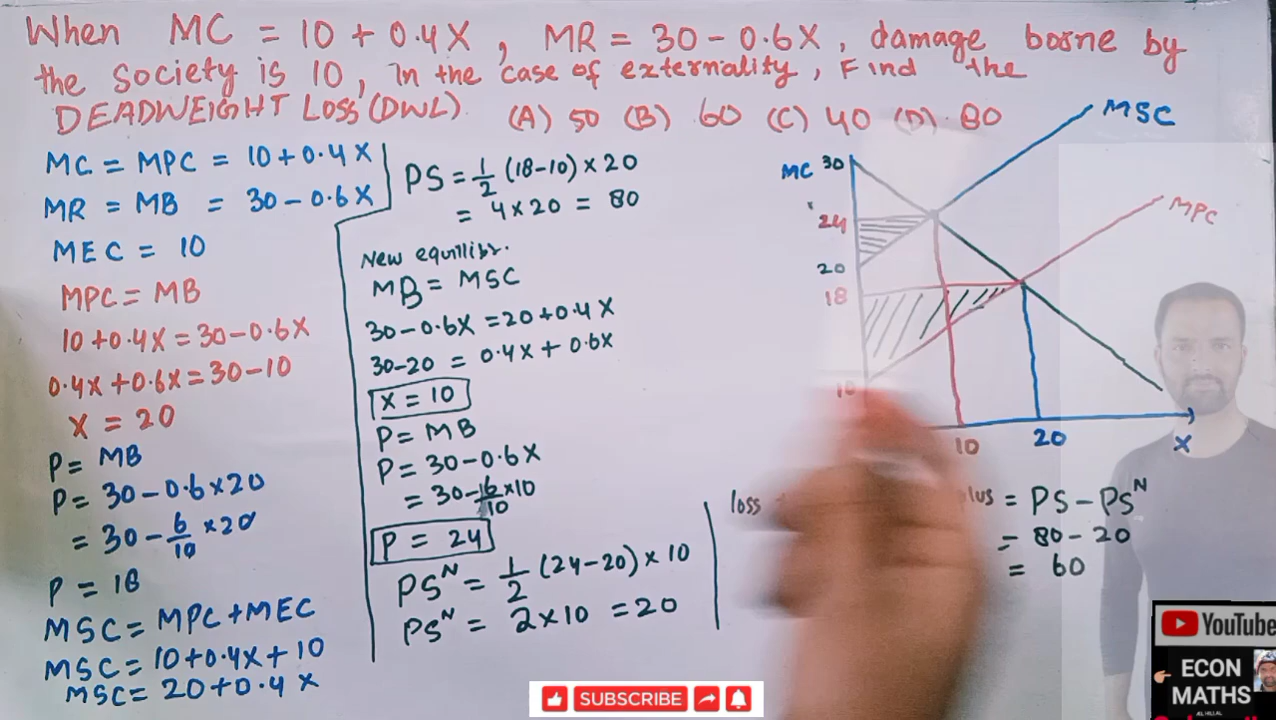 When MC = 10 + 0.4X, MR = 30 - 0.6X, damage borne by
the society is 10, in the case of externality, Find the
DEADWEIGHT LOSS (DWL). (A) 50 (B) 60 (C) 40 (D) 80
MC = MPC = 10 + 0.4X
MR = MB = 30 - 0.6X
MEC = 10
MPC = MB
10 + 0.4X = 30 - 0.6X
0.4X + 0.6X = 30 - 10
X = 20
P = MB
P = 30 - 0.6 × 20
= 30 - 6/10 × 20
P = 18
MSC = MPC + MEC
MSC = 10 + 0.4X + 10
MSC = 20 + 0.4X
PS = 1/2 (18-10) × 20
= 4 × 20 = 80
New equilibr.
MB = MSC
30 - 0.6X = 20 + 0.4X
30 - 20 = 0.4X + 0.6X
X = 10
P = MB
P = 30 - 0.6X
= 30 - 6/10 × 10
P = 24
PSᴺ = 1/2 (24-20) × 10
PSᴺ = 2 × 10 = 20
MSC
MC 30
24
MPC
20
18
10
10 20 X
loss
plus = PS - PSᴺ
= 80 - 20
= 60
YouTube
ECON
MATHS
SUBSCRIBE